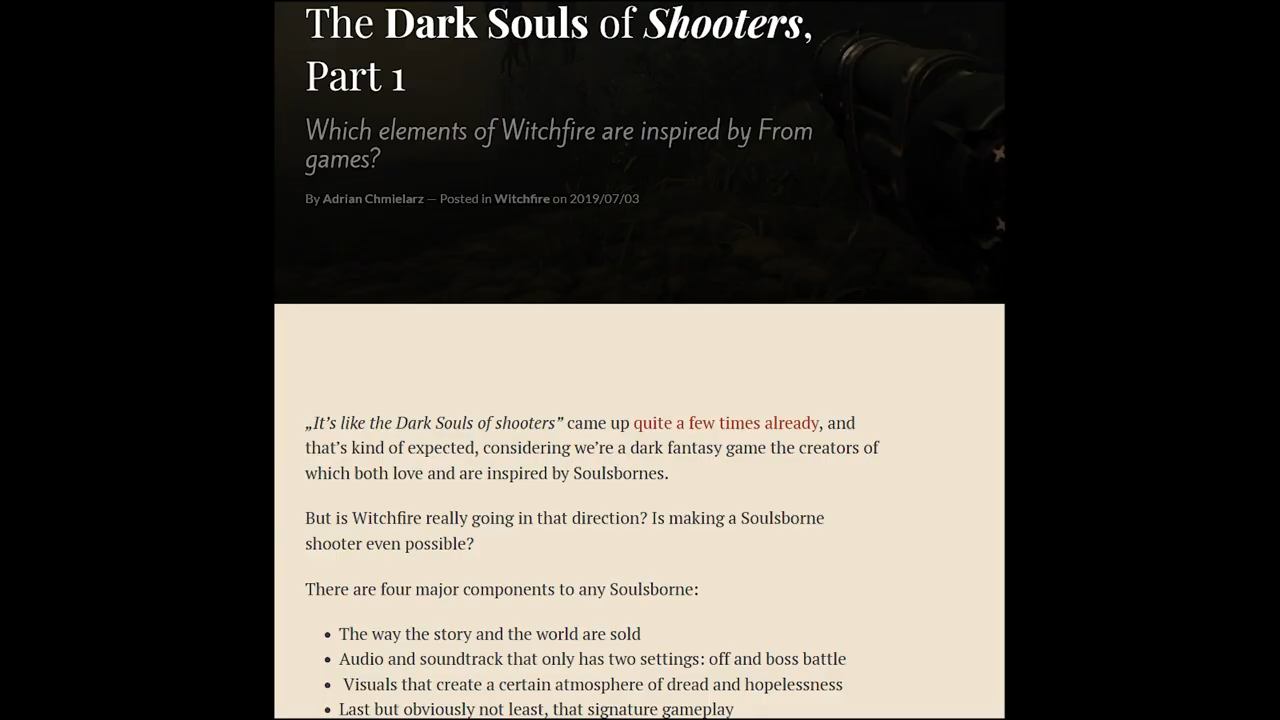 The Dark Souls of Shooters,
Part 1
Which elements of Witchfire are inspired by From
games?
By Adrian Chmielarz — Posted in Witchfire on 2019/07/03
„It’s like the Dark Souls of shooters” came up quite a few times already, and
that’s kind of expected, considering we’re a dark fantasy game the creators of
which both love and are inspired by Soulsbornes.
But is Witchfire really going in that direction? Is making a Soulsborne
shooter even possible?
There are four major components to any Soulsborne:
• The way the story and the world are sold
• Audio and soundtrack that only has two settings: off and boss battle
• Visuals that create a certain atmosphere of dread and hopelessness
• Last but obviously not least, that signature gameplay